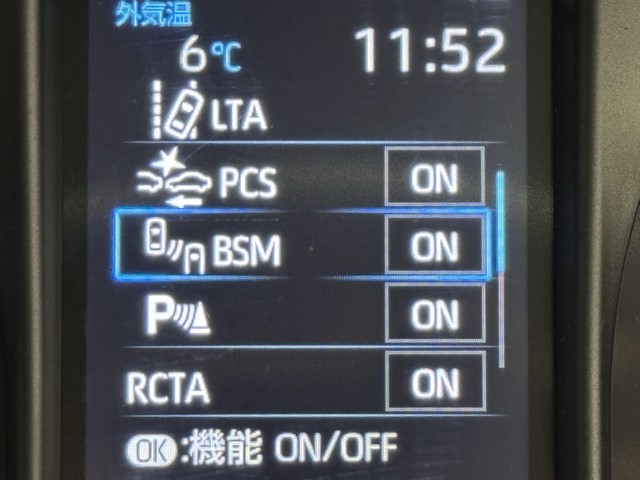 外気温
6℃ 11:52
LTA
PCS ON
BSM ON
P ON
RCTA ON
OK:機能 ON/OFF